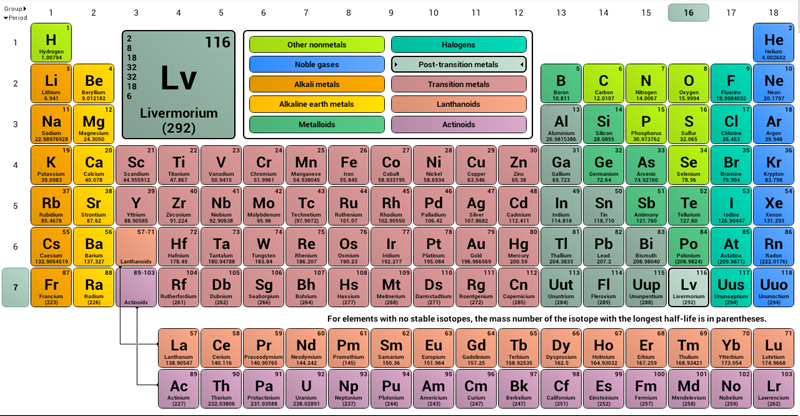 Group 1 2 3 4 5 6 7 8 9 10 11 12 13 14 15 16 17 18
Period
2
8
18
32
32
18
6
116
Lv
Livermorium
(292)
Other nonmetals
Noble gases
Alkali metals
Alkaline earth metals
Metalloids
Halogens
Post-transition metals
Transition metals
Lanthanoids
Actinoids
1
1 2
H He
Hydrogen Helium
1.00794 4.002602
2
3 4 5 6 7 8 9 10
Li Be B C N O F Ne
Lithium Beryllium Boron Carbon Nitrogen Oxygen Fluorine Neon
6.941 9.012182 10.811 12.0107 14.0067 15.9994 18.9984032 20.1797
3
11 12 13 14 15 16 17 18
Na Mg Al Si P S Cl Ar
Sodium Magnesium Aluminium Silicon Phosphorus Sulfur Chlorine Argon
22.98976928 24.3050 26.9815386 28.0855 30.973762 32.065 35.453 39.948
4
19 20 21 22 23 24 25 26 27 28 29 30 31 32 33 34 35 36
K Ca Sc Ti V Cr Mn Fe Co Ni Cu Zn Ga Ge As Se Br Kr
Potassium Calcium Scandium Titanium Vanadium Chromium Manganese Iron Cobalt Nickel Copper Zinc Gallium Germanium Arsenic Selenium Bromine Krypton
39.0983 40.078 44.955912 47.867 50.9415 51.9961 54.938045 55.845 58.933195 58.6934 63.546 65.38 69.723 72.64 74.92160 78.96 79.904 83.798
5
37 38 39 40 41 42 43 44 45 46 47 48 49 50 51 52 53 54
Rb Sr Y Zr Nb Mo Tc Ru Rh Pd Ag Cd In Sn Sb Te I Xe
Rubidium Strontium Yttrium Zirconium Niobium Molybdenum Technetium Ruthenium Rhodium Palladium Silver Cadmium Indium Tin Antimony Tellurium Iodine Xenon
85.4678 87.62 88.90585 91.224 92.90638 95.96 (97.9072) 101.07 102.90550 106.42 107.8682 112.411 114.818 118.710 121.760 127.60 126.90447 131.293
6
55 56 57-71 72 73 74 75 76 77 78 79 80 81 82 83 84 85 86
Cs Ba Hf Ta W Re Os Ir Pt Au Hg Tl Pb Bi Po At Rn
Caesium Barium Lanthanoids Hafnium Tantalum Tungsten Rhenium Osmium Iridium Platinum Gold Mercury Thallium Lead Bismuth Polonium Astatine Radon
132.9054519 137.327 178.49 180.94788 183.84 186.207 190.23 192.217 195.084 196.966569 200.59 204.3833 207.2 208.98040 (208.9824) (209.9871) (222.0176)
7
87 88 89-103 104 105 106 107 108 109 110 111 112 113 114 115 116 117 118
Fr Ra Rf Db Sg Bh Hs Mt Ds Rg Cn Uut Fl Uup Lv Uus Uuo
Francium Radium Actinoids Rutherfordium Dubnium Seaborgium Bohrium Hassium Meitnerium Darmstadtium Roentgenium Copernicium Ununtrium Flerovium Ununpentium Livermorium Ununseptium Ununoctium
(223) (226) (261) (262) (266) (264) (277) (268) (271) (272) (285) (284) (289) (288) (292) (294) (294)
For elements with no stable isotopes, the mass number of the isotope with the longest half-life is in parentheses.
57 58 59 60 61 62 63 64 65 66 67 68 69 70 71
La Ce Pr Nd Pm Sm Eu Gd Tb Dy Ho Er Tm Yb Lu
Lanthanum Cerium Praseodymium Neodymium Promethium Samarium Europium Gadolinium Terbium Dysprosium Holmium Erbium Thulium Ytterbium Lutetium
138.90547 140.116 140.90765 144.242 (145) 150.36 151.964 157.25 158.92535 162.5 164.93032 167.259 168.93421 173.054 174.9668
89 90 91 92 93 94 95 96 97 98 99 100 101 102 103
Ac Th Pa U Np Pu Am Cm Bk Cf Es Fm Md No Lr
Actinium Thorium Protactinium Uranium Neptunium Plutonium Americium Curium Berkelium Californium Einsteinium Fermium Mendelevium Nobelium Lawrencium
(227) 232.03806 231.03588 238.02891 (237) (244) (243) (247) (247) (251) (252) (257) (258) (259) (262)